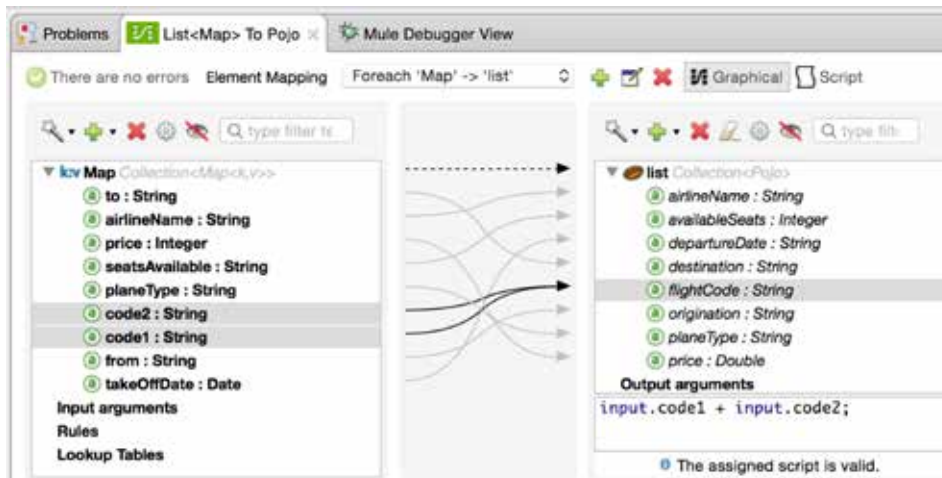 Problems List<Map> To Pojo Mule Debugger View
There are no errors Element Mapping Foreach 'Map' -> 'list' Graphical Script
type filter te
type filt
Map Collection<Map<k,v>>
to : String
airlineName : String
price : Integer
seatsAvailable : String
planeType : String
code2 : String
code1 : String
from : String
takeOffDate : Date
Input arguments
Rules
Lookup Tables
list Collection<Pojo>
airlineName : String
availableSeats : Integer
departureDate : String
destination : String
flightCode : String
origination : String
planeType : String
price : Double
Output arguments
input.code1 + input.code2;
The assigned script is valid.